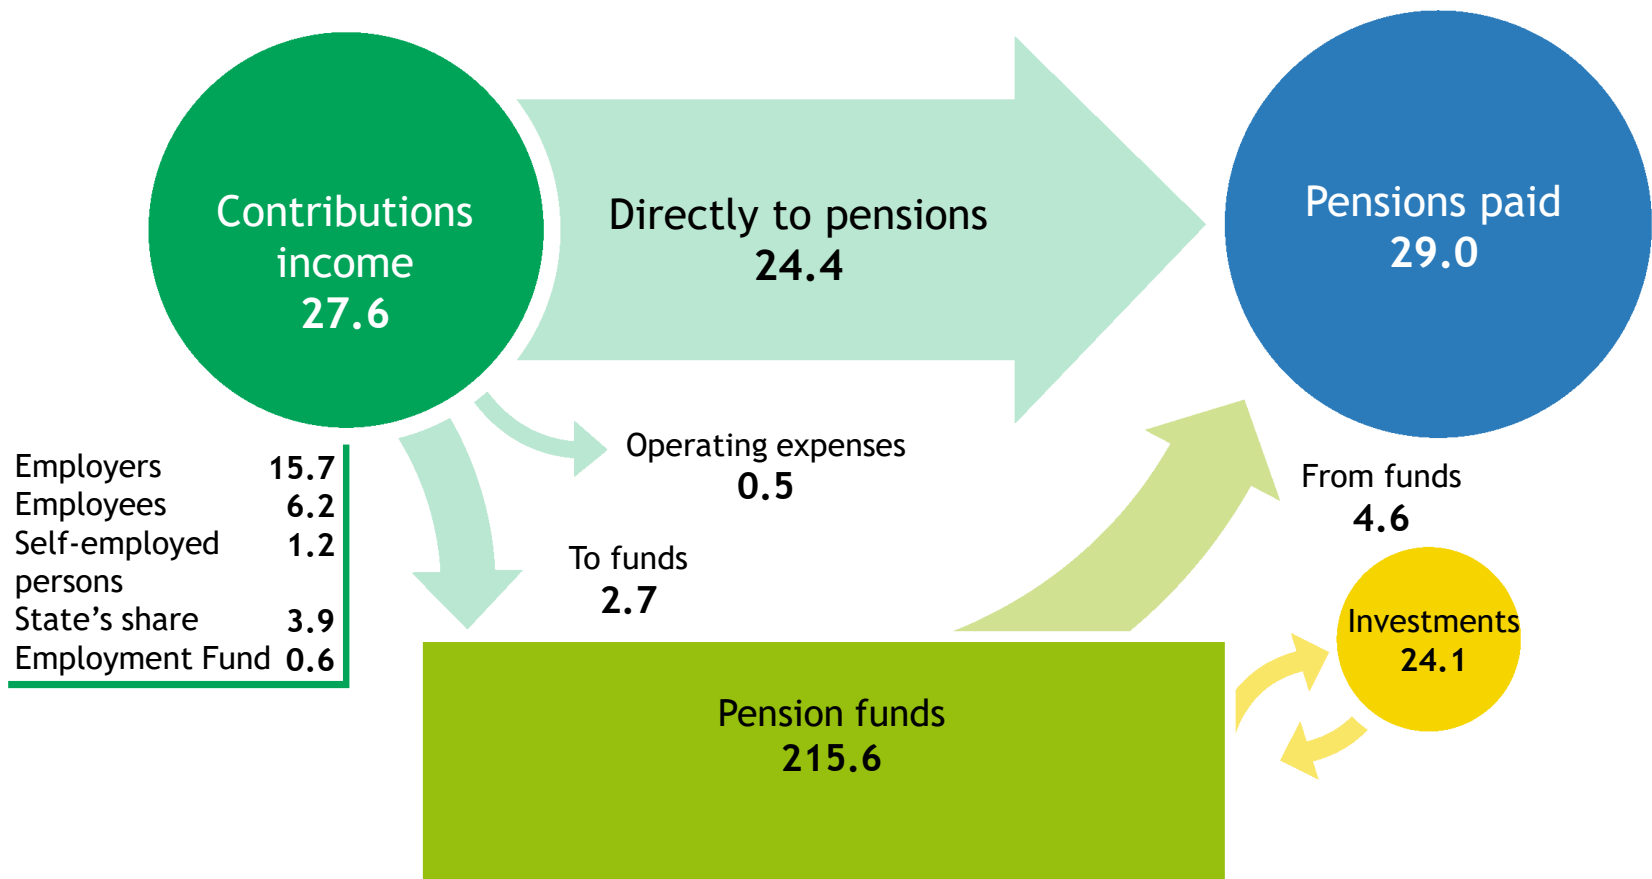 Contributions
income
27.6
Directly to pensions
24.4
Pensions paid
29.0
Operating expenses
0.5
To funds
2.7
From funds
4.6
Employers 15.7
Employees 6.2
Self-employed 1.2
persons
State’s share 3.9
Employment Fund 0.6
Investments
24.1
Pension funds
215.6